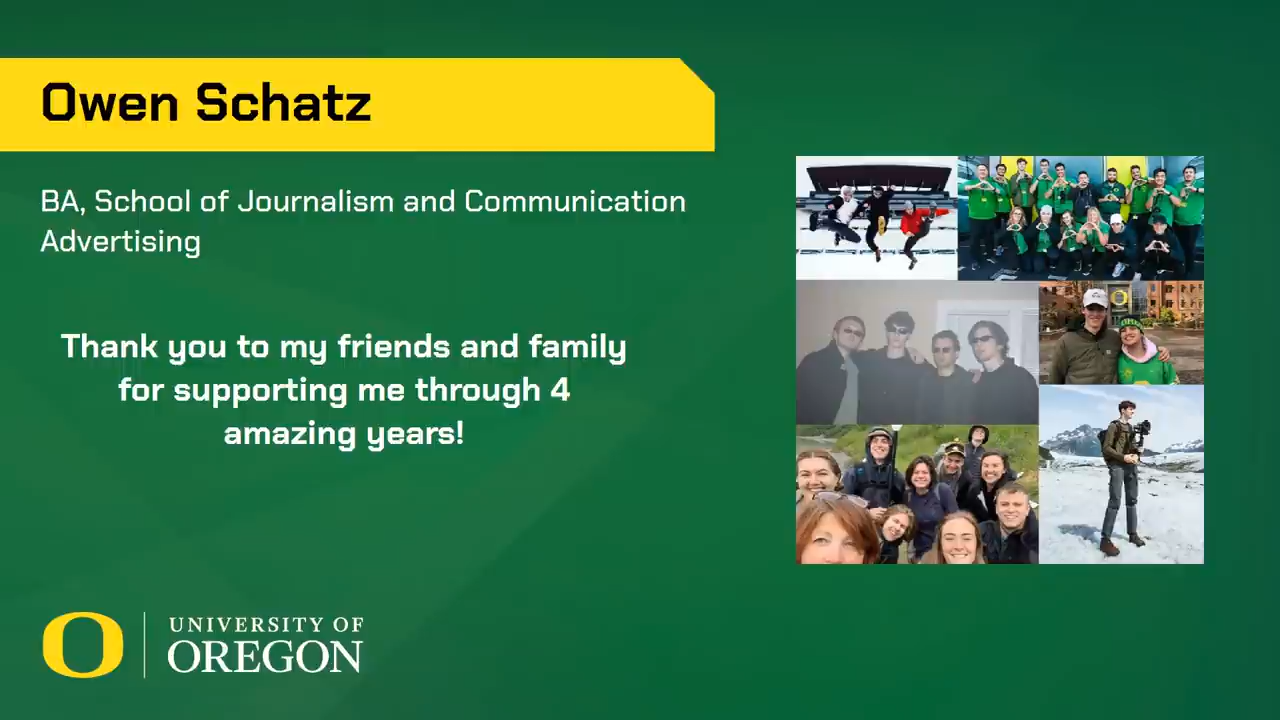 Owen Schatz
BA, School of Journalism and Communication
Advertising
Thank you to my friends and family
for supporting me through 4
amazing years!
O
UNIVERSITY OF
OREGON